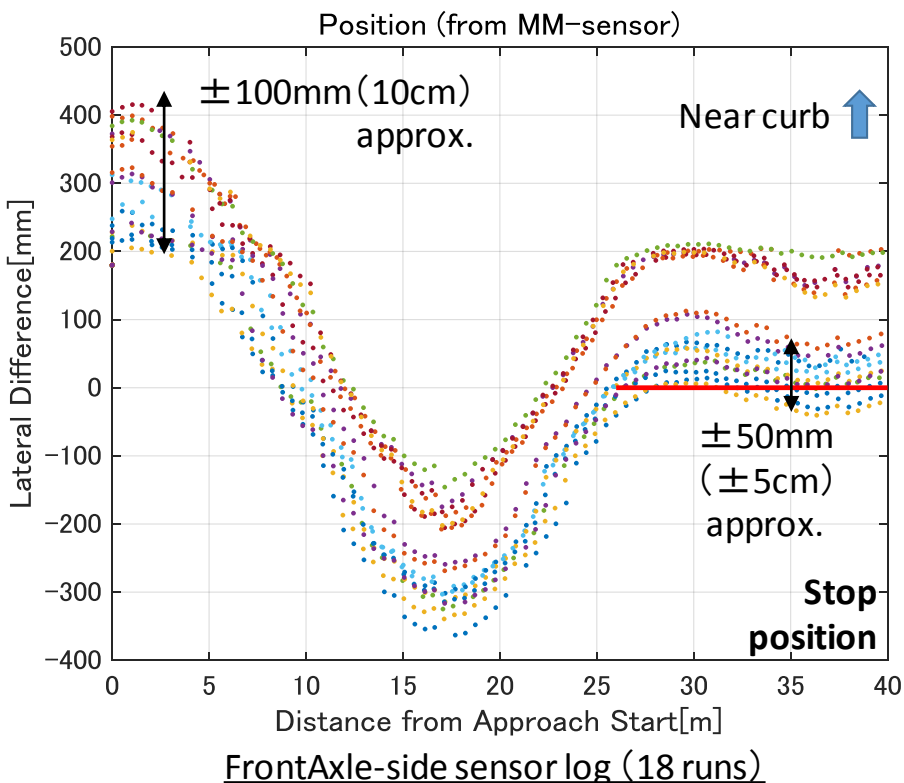 Position (from MM-sensor)
500
400
300
200
100
0
-100
-200
-300
-400
Lateral Difference[mm]
±100mm(10cm)
approx.
Near curb
±50mm
(±5cm)
approx.
Stop
position
0 5 10 15 20 25 30 35 40
Distance from Approach Start[m]
FrontAxle-side sensor log (18 runs)